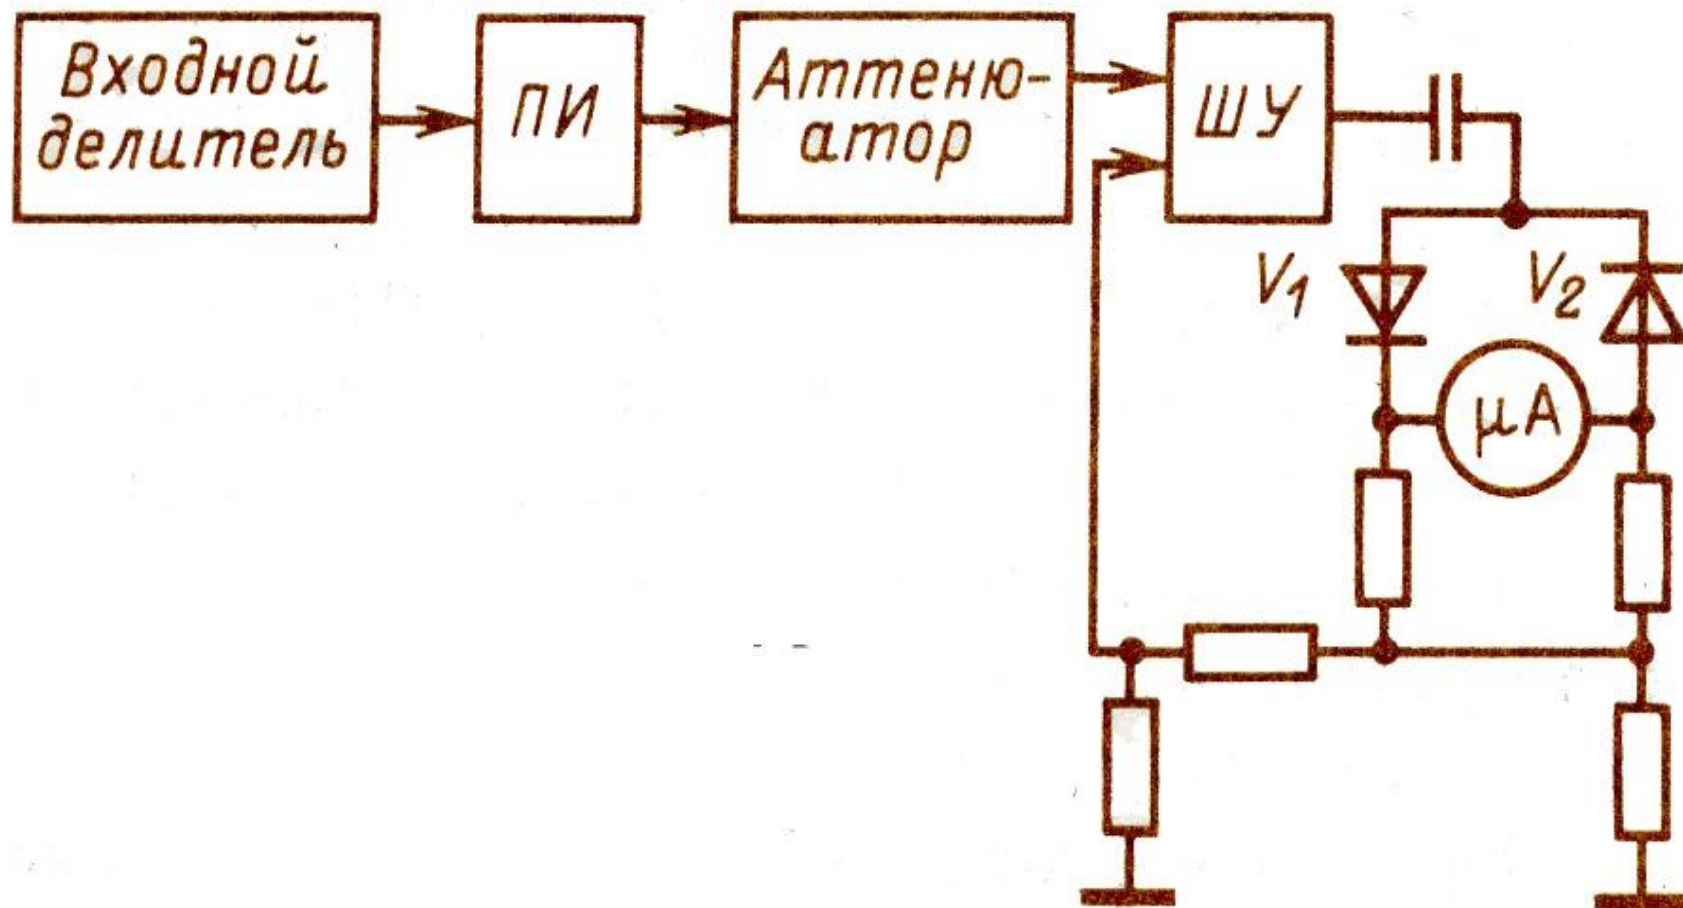 Входной
делитель
ПИ
Аттеню-
атор
ШУ
V1
V2
μA